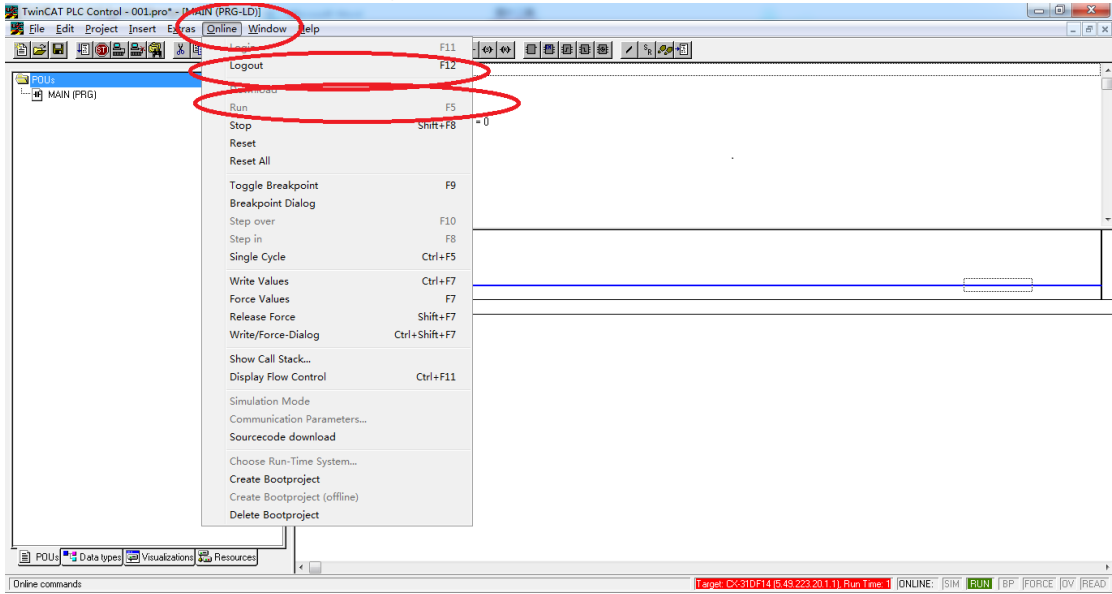 TwinCAT PLC Control - 001.pro* - [MAIN (PRG-LD)]
File Edit Project Insert Extras Online Window Help
Login F11
Logout F12
Download
Run F5
Stop Shift+F8
Reset
Reset All
Toggle Breakpoint F9
Breakpoint Dialog
Step over F10
Step in F8
Single Cycle Ctrl+F5
Write Values Ctrl+F7
Force Values F7
Release Force Shift+F7
Write/Force-Dialog Ctrl+Shift+F7
Show Call Stack...
Display Flow Control Ctrl+F11
Simulation Mode
Communication Parameters...
Sourcecode download
Choose Run-Time System...
Create Bootproject
Create Bootproject (offline)
Delete Bootproject
POUs
MAIN (PRG)
= 0
POUs Data types Visualizations Resources
Online commands
Target: CX-31DF14 (5.49.223.20.1.1), Run Time: 1 ONLINE: SIM RUN BP FORCE OV READ